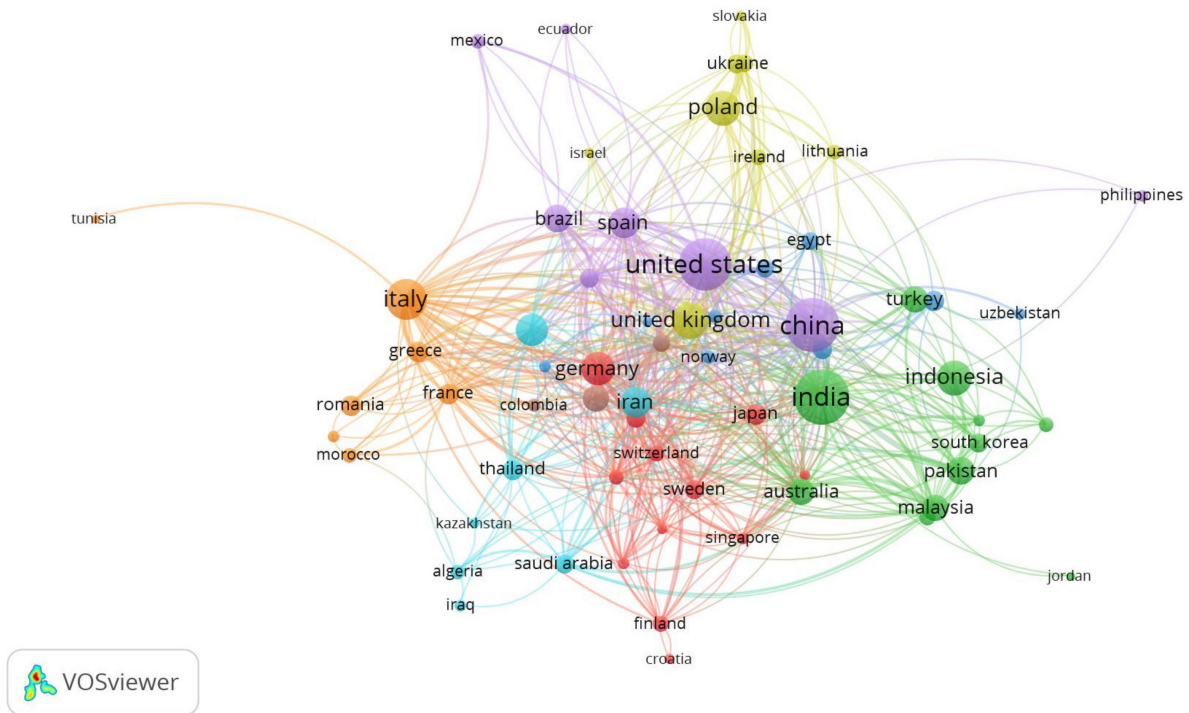 slovakia
ecuador
mexico
ukraine
poland
israel
ireland
lithuania
philippines
tunisia
brazil
spain
egypt
united states
italy
turkey
uzbekistan
united kingdom
china
greece
norway
germany
indonesia
france
iran
india
romania
colombia
japan
south korea
morocco
switzerland
thailand
pakistan
sweden
australia
malaysia
kazakhstan
singapore
saudi arabia
algeria
jordan
iraq
finland
croatia
VOSviewer